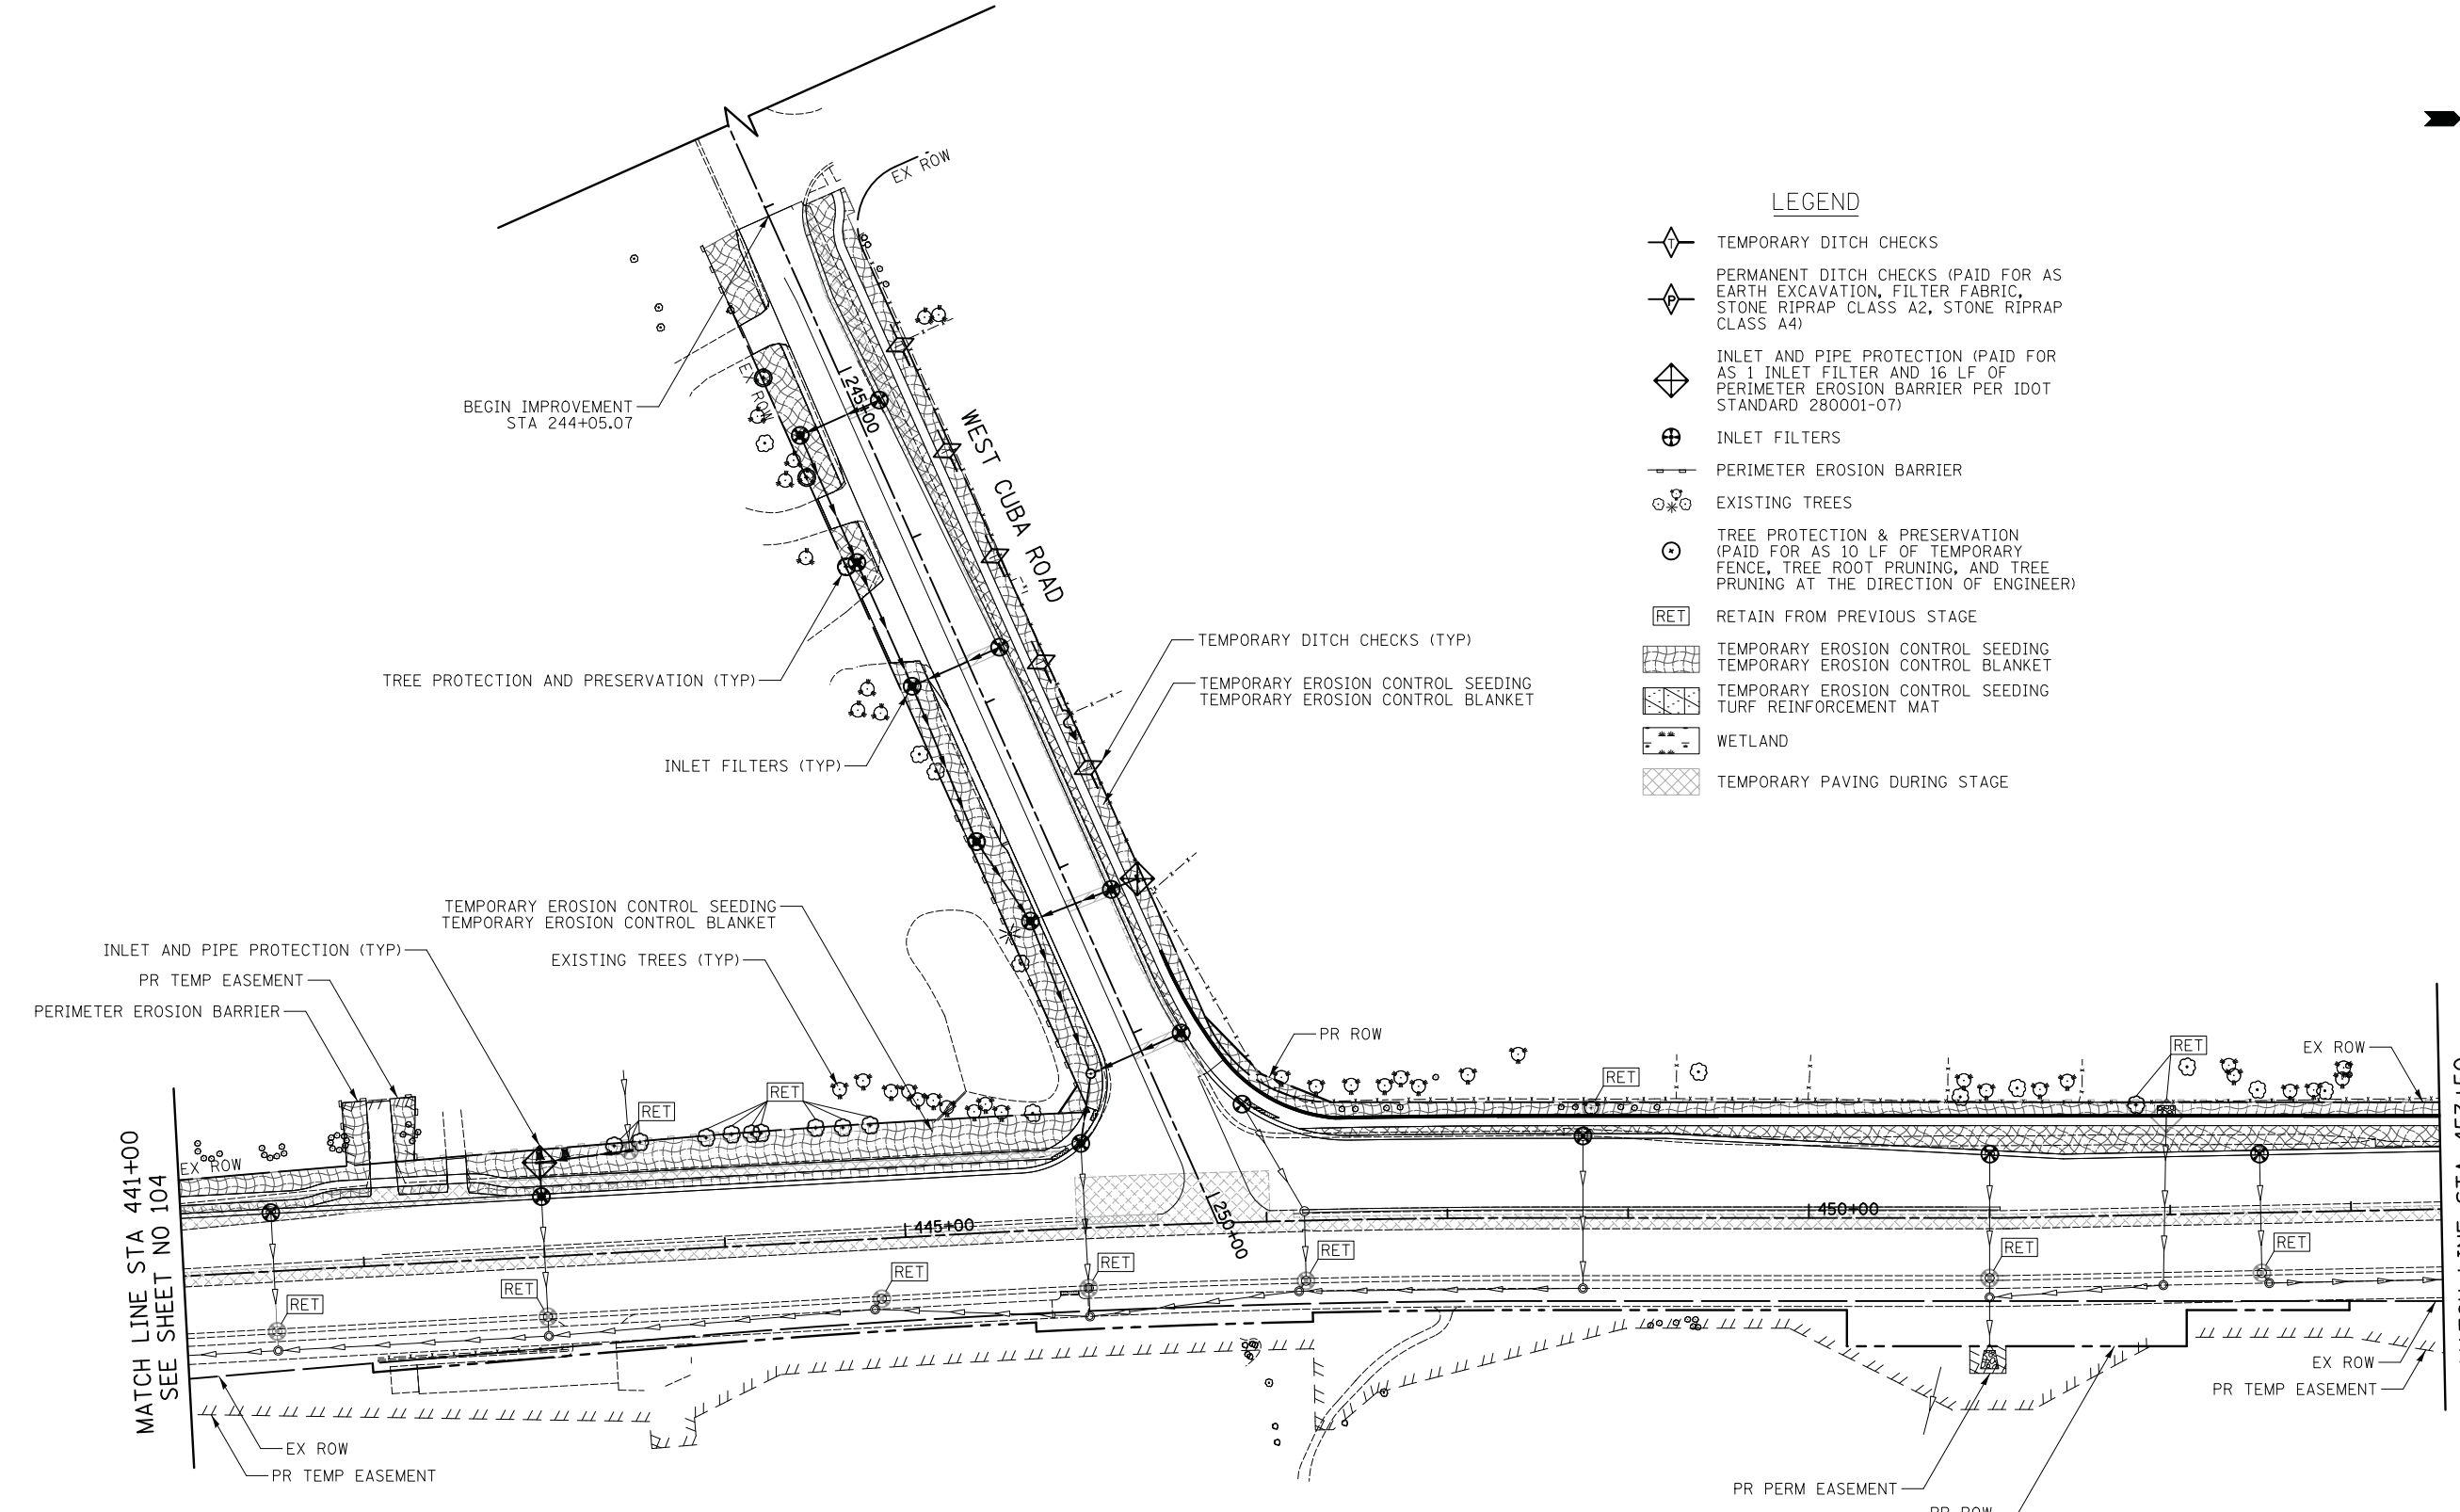 EX ROW
LEGEND
T
TEMPORARY DITCH CHECKS
P
PERMANENT DITCH CHECKS (PAID FOR AS
EARTH EXCAVATION, FILTER FABRIC,
STONE RIPRAP CLASS A2, STONE RIPRAP
CLASS A4)
INLET AND PIPE PROTECTION (PAID FOR
AS 1 INLET FILTER AND 16 LF OF
PERIMETER EROSION BARRIER PER IDOT
STANDARD 280001-07)
INLET FILTERS
PERIMETER EROSION BARRIER
EXISTING TREES
TREE PROTECTION & PRESERVATION
(PAID FOR AS 10 LF OF TEMPORARY
FENCE, TREE ROOT PRUNING, AND TREE
PRUNING AT THE DIRECTION OF ENGINEER)
RET
RETAIN FROM PREVIOUS STAGE
TEMPORARY EROSION CONTROL SEEDING
TEMPORARY EROSION CONTROL BLANKET
TEMPORARY EROSION CONTROL SEEDING
TURF REINFORCEMENT MAT
WETLAND
TEMPORARY PAVING DURING STAGE
BEGIN IMPROVEMENT
STA 244+05.07
EX ROW
245+00
WEST CUBA ROAD
TREE PROTECTION AND PRESERVATION (TYP)
TEMPORARY DITCH CHECKS (TYP)
TEMPORARY EROSION CONTROL SEEDING
TEMPORARY EROSION CONTROL BLANKET
INLET FILTERS (TYP)
TEMPORARY EROSION CONTROL SEEDING
TEMPORARY EROSION CONTROL BLANKET
INLET AND PIPE PROTECTION (TYP)
EXISTING TREES (TYP)
PR TEMP EASEMENT
PERIMETER EROSION BARRIER
PR ROW
RET
EX ROW
RET
RET
RET
EX ROW
MATCH LINE STA 441+00
SEE SHEET NO 104
445+00
250+00
450+00
RET
RET
RET
RET
RET
RET
RET
EX ROW
PR TEMP EASEMENT
EX ROW
PR TEMP EASEMENT
PR PERM EASEMENT
PR ROW